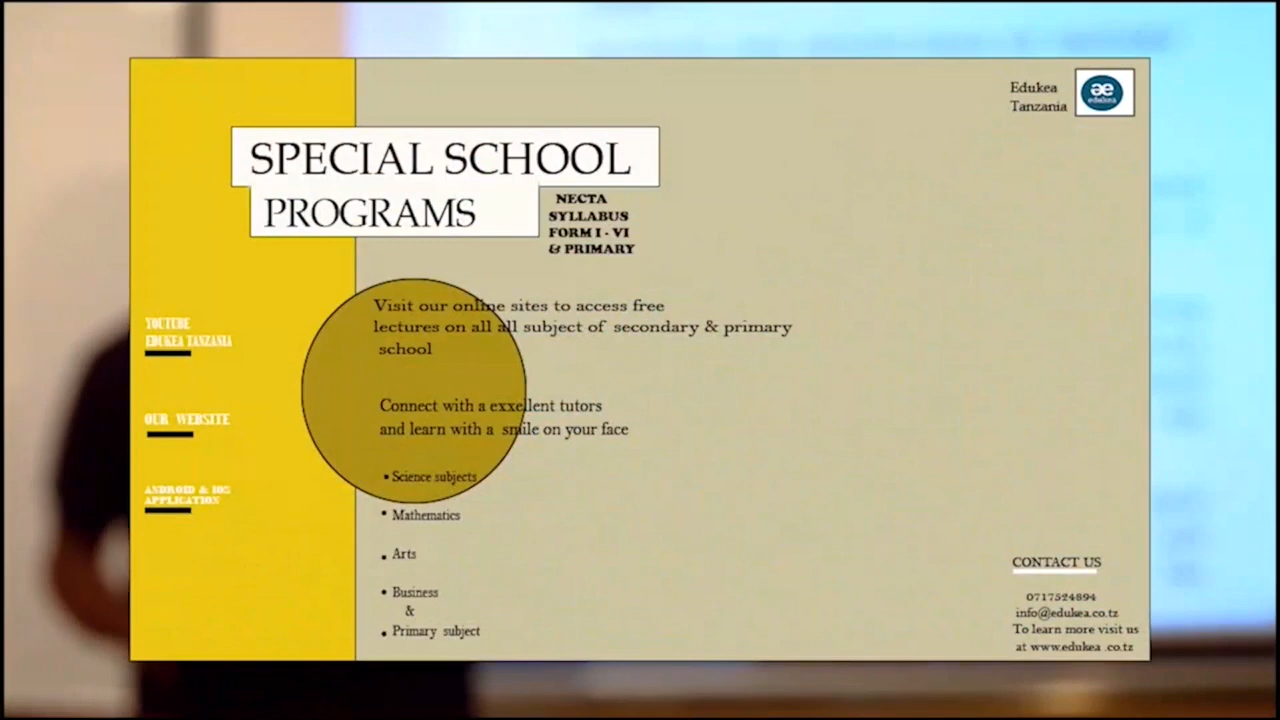 Edukea
Tanzania
ae
edukea
SPECIAL SCHOOL
PROGRAMS
NECTA
SYLLABUS
FORM I - VI
& PRIMARY
Visit our online sites to access free
lectures on all all subject of secondary & primary
school
YOUTUBE
EDUKEA TANZANIA
Connect with a exxellent tutors
and learn with a smile on your face
OUR WEBSITE
• Science subjects
ANDROID & IOS
APPLICATION
• Mathematics
• Arts
• Business
&
• Primary subject
CONTACT US
0717524894
info@edukea.co.tz
To learn more visit us
at www.edukea .co.tz